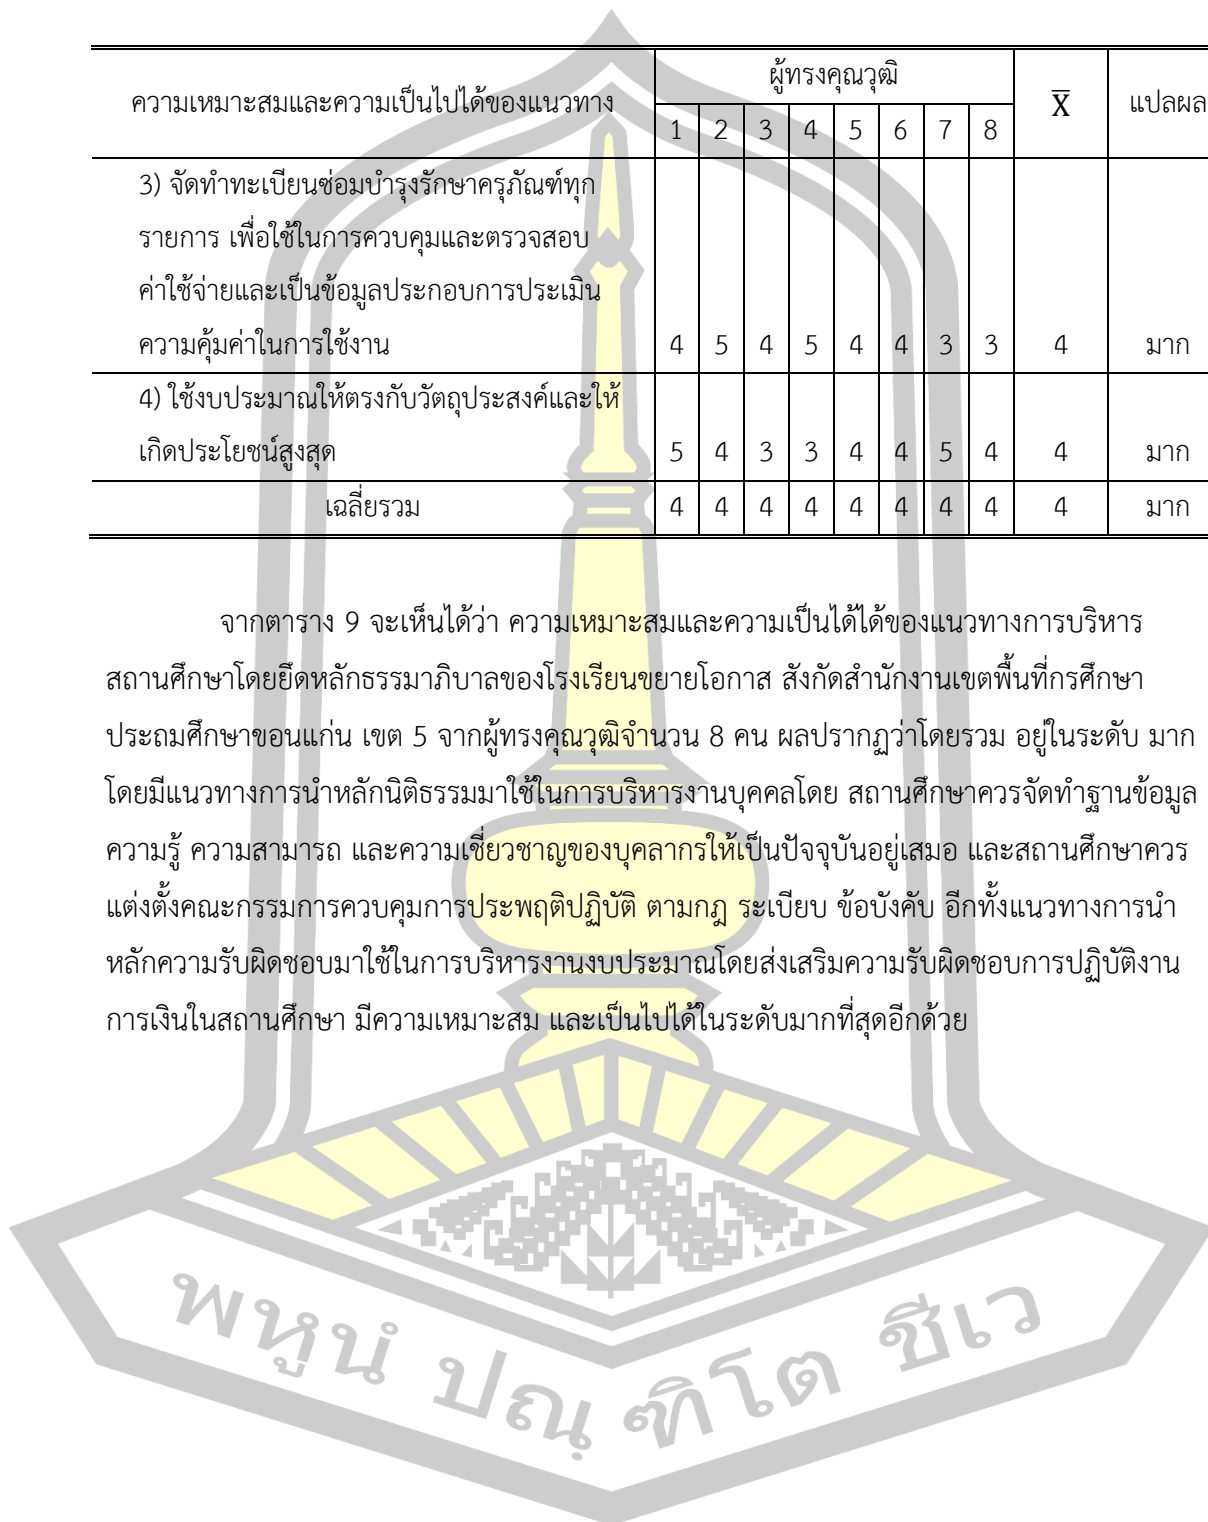 ความเหมาะสมและความเป็นไปได้ของแนวทาง ผู้ทรงคุณวุฒิ X̅ แปลผล
1 2 3 4 5 6 7 8
3) จัดทำทะเบียนซ่อมบำรุงรักษาครุภัณฑ์ทุก
รายการ เพื่อใช้ในการควบคุมและตรวจสอบ
ค่าใช้จ่ายและเป็นข้อมูลประกอบการประเมิน
ความคุ้มค่าในการใช้งาน 4 5 4 5 4 4 3 3 4 มาก
4) ใช้งบประมาณให้ตรงกับวัตถุประสงค์และให้
เกิดประโยชน์สูงสุด 5 4 3 3 4 4 5 4 4 มาก
เฉลี่ยรวม 4 4 4 4 4 4 4 4 4 มาก
จากตาราง 9 จะเห็นได้ว่า ความเหมาะสมและความเป็นได้ได้ของแนวทางการบริหาร
สถานศึกษาโดยยึดหลักธรรมาภิบาลของโรงเรียนขยายโอกาส สังกัดสำนักงานเขตพื้นที่กรศึกษา
ประถมศึกษาขอนแก่น เขต 5 จากผู้ทรงคุณวุฒิจำนวน 8 คน ผลปรากฏว่าโดยรวม อยู่ในระดับ มาก
โดยมีแนวทางการนำหลักนิติธรรมมาใช้ในการบริหารงานบุคคลโดย สถานศึกษาควรจัดทำฐานข้อมูล
ความรู้ ความสามารถ และความเชี่ยวชาญของบุคลากรให้เป็นปัจจุบันอยู่เสมอ และสถานศึกษาควร
แต่งตั้งคณะกรรมการควบคุมการประพฤติปฏิบัติ ตามกฎ ระเบียบ ข้อบังคับ อีกทั้งแนวทางการนำ
หลักความรับผิดชอบมาใช้ในการบริหารงานงบประมาณโดยส่งเสริมความรับผิดชอบการปฏิบัติงาน
การเงินในสถานศึกษา มีความเหมาะสม และเป็นไปได้ในระดับมากที่สุดอีกด้วย
พหูนํ ปณฺฑิโต ชีเว